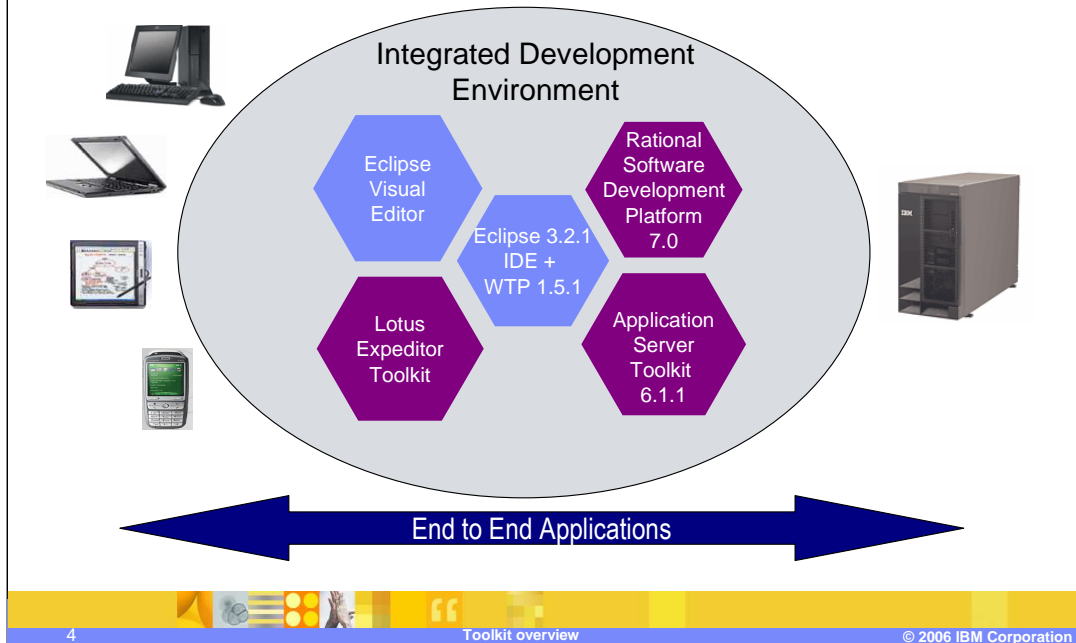 Integrated Development
Environment
Eclipse
Visual
Editor
Rational
Software
Development
Platform
7.0
Eclipse 3.2.1
IDE +
WTP 1.5.1
Lotus
Expeditor
Toolkit
Application
Server
Toolkit
6.1.1
IBM
End to End Applications
4
Toolkit overview
© 2006 IBM Corporation